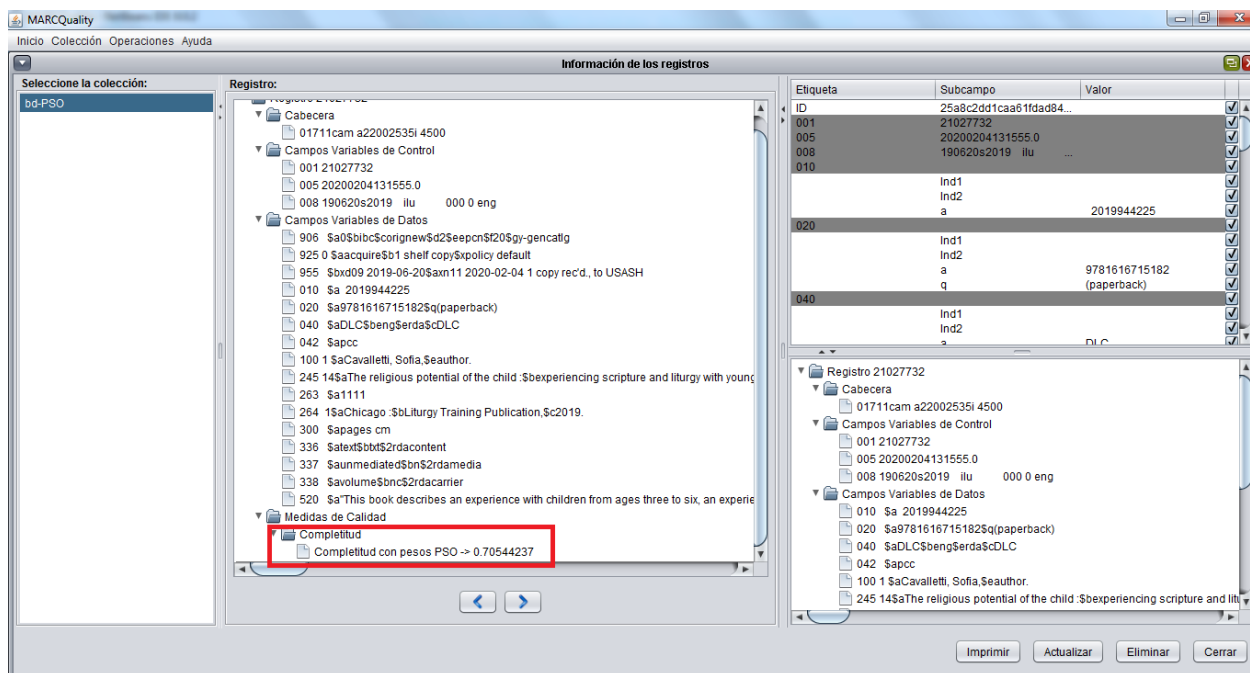 MARCQuality
Inicio Colección Operaciones Ayuda
Información de los registros
Seleccione la colección:
bd-PSO
Registro:
Registro 21027732
Cabecera
01711cam a22002535i 4500
Campos Variables de Control
001 21027732
005 20200204131555.0
008 190620s2019 ilu 000 0 eng
Campos Variables de Datos
906 $a0$bibc$corignew$d2$eepcn$f20$gy-gencatlg
925 0 $aacquire$b1 shelf copy$xpolicy default
955 $bxd09 2019-06-20$axn11 2020-02-04 1 copy rec'd., to USASH
010 $a 2019944225
020 $a9781616715182$q(paperback)
040 $aDLC$beng$erda$cDLC
042 $apcc
100 1 $aCavalletti, Sofia,$eauthor.
245 14$aThe religious potential of the child :$bexperiencing scripture and liturgy with young
263 $a1111
264 1$aChicago :$bLiturgy Training Publication,$c2019.
300 $apages cm
336 $atext$btxt$2rdacontent
337 $aunmediated$bn$2rdamedia
338 $avolume$bnc$2rdacarrier
520 $a"This book describes an experience with children from ages three to six, an experie
Medidas de Calidad
Completitud
Completitud con pesos PSO -> 0.70544237
Etiqueta Subcampo Valor
ID 25a8c2dd1caa61fdad84...
001 21027732
005 20200204131555.0
008 190620s2019 ilu ...
010
Ind1
Ind2
a 2019944225
020
Ind1
Ind2
a 9781616715182
q (paperback)
040
Ind1
Ind2
a DLC
Registro 21027732
Cabecera
01711cam a22002535i 4500
Campos Variables de Control
001 21027732
005 20200204131555.0
008 190620s2019 ilu 000 0 eng
Campos Variables de Datos
010 $a 2019944225
020 $a9781616715182$q(paperback)
040 $aDLC$beng$erda$cDLC
042 $apcc
100 1 $aCavalletti, Sofia,$eauthor.
245 14$aThe religious potential of the child :$bexperiencing scripture and litu
Imprimir Actualizar Eliminar Cerrar